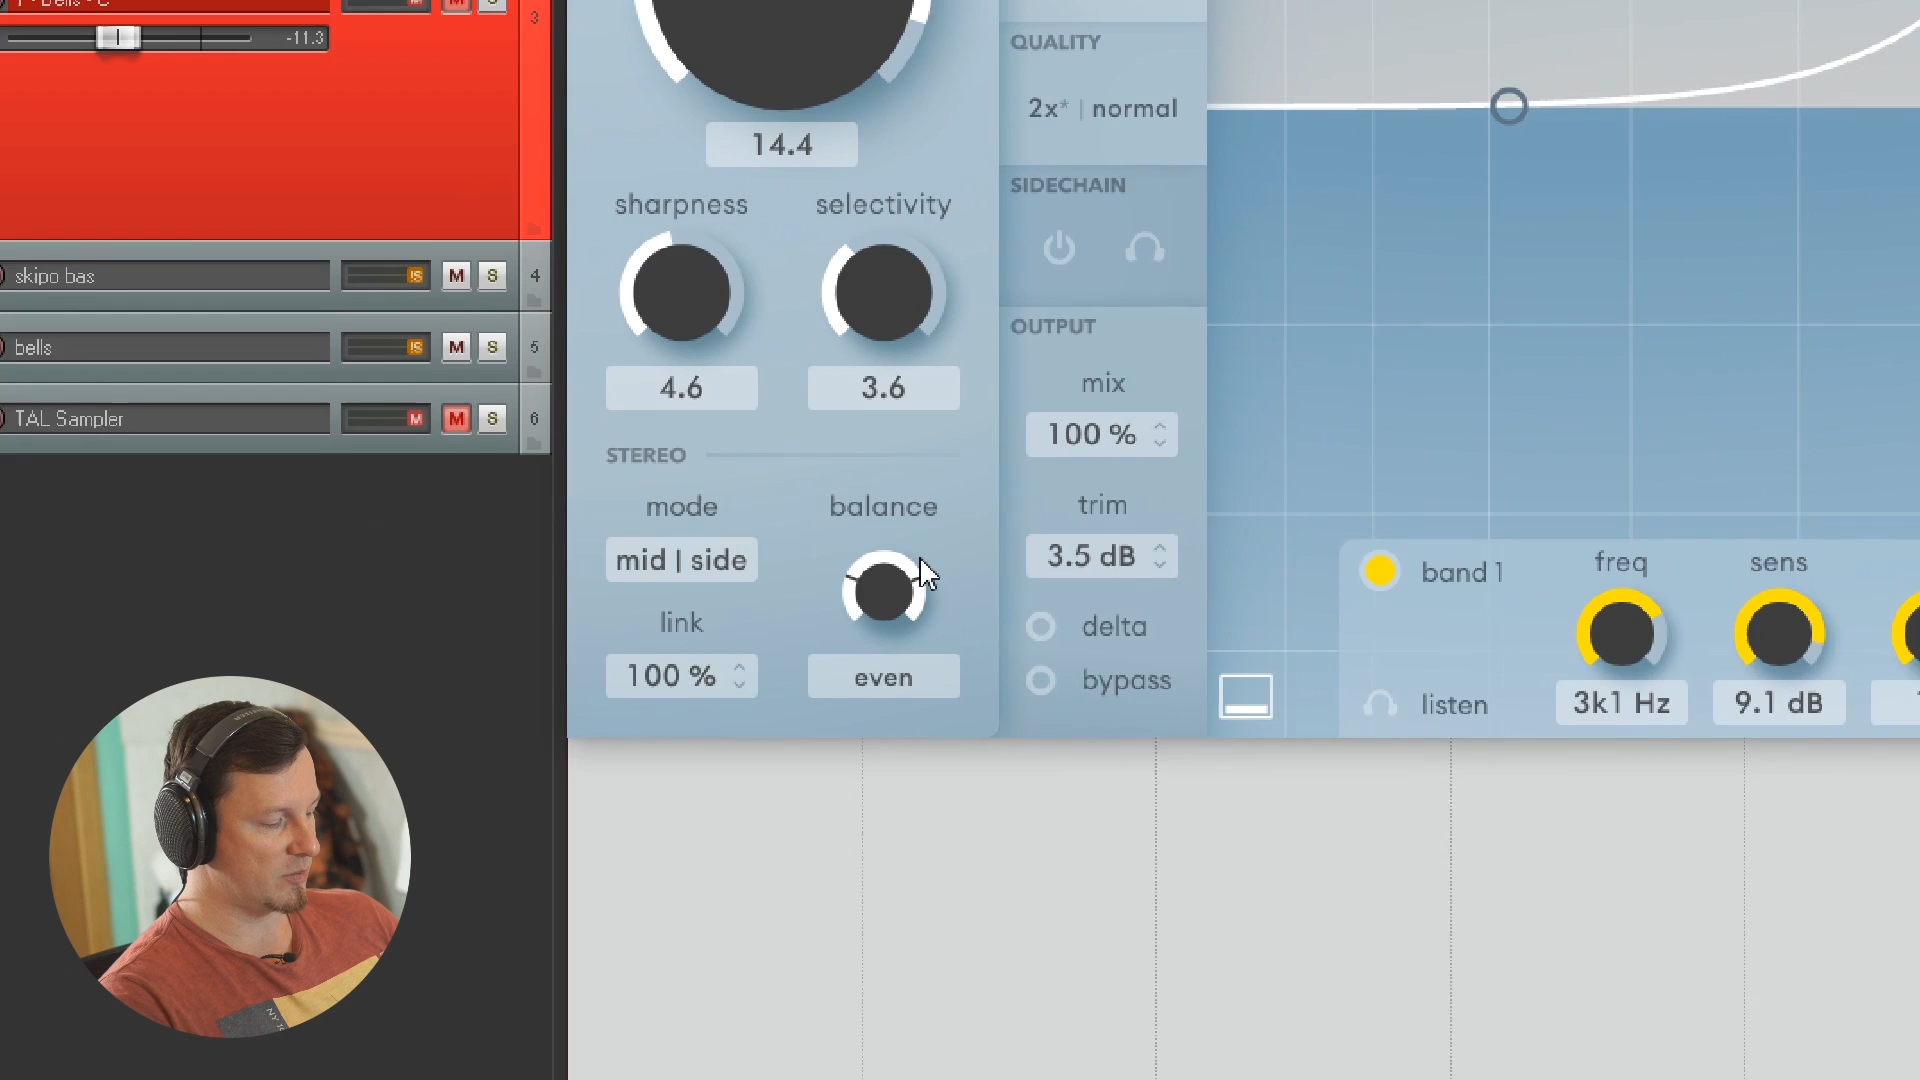 -11.3
3
skipo bas
M
S
4
bells
M
S
5
TAL Sampler
M
M
S
6
14.4
sharpness
selectivity
4.6
3.6
STEREO
mode
balance
mid | side
link
100 %
even
QUALITY
2x* | normal
SIDECHAIN
OUTPUT
mix
100 %
trim
3.5 dB
delta
bypass
band 1
freq
sens
listen
3k1 Hz
9.1 dB